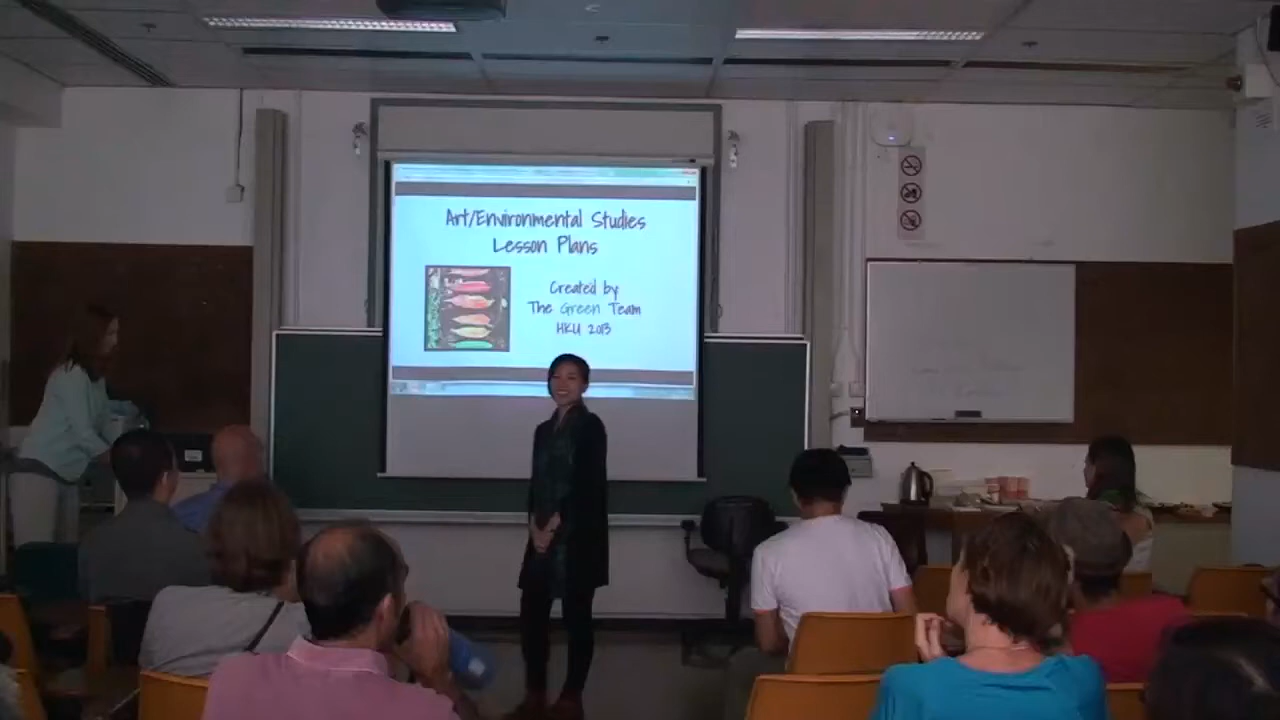 Art/Environmental Studies
Lesson Plans
Created by
The Green Team
HKU 2013